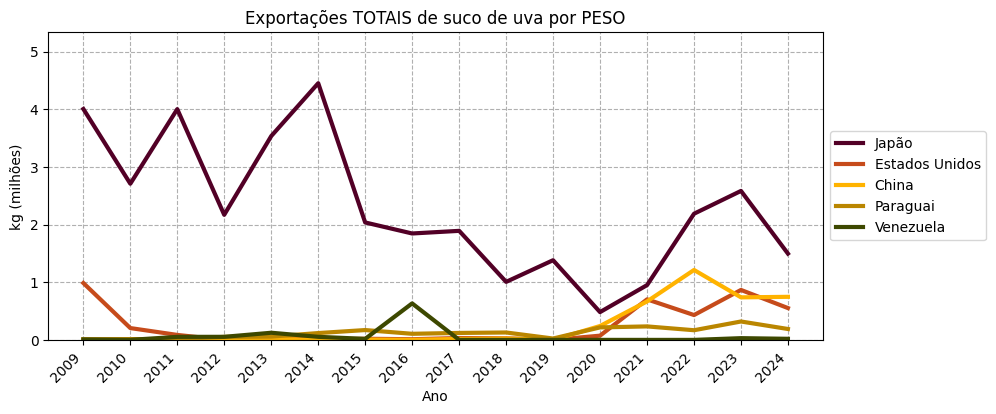 Exportações TOTAIS de suco de uva por PESO
kg (milhões)
5
4
3
2
1
0
2009
2010
2011
2012
2013
2014
2015
2016
2017
2018
2019
2020
2021
2022
2023
2024
Ano
Japão
Estados Unidos
China
Paraguai
Venezuela